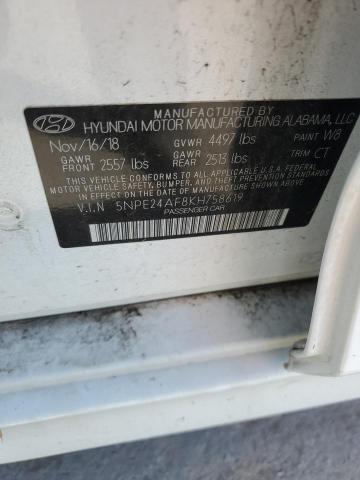 MANUFACTURED BY
HYUNDAI MOTOR MANUFACTURING ALABAMA, LLC
Nov/16/18 GVWR 4497 lbs PAINT W8
GAWR FRONT 2557 lbs GAWR REAR 2513 lbs TRIM CT
THIS VEHICLE CONFORMS TO ALL APPLICABLE U.S. FEDERAL
MOTOR VEHICLE SAFETY, BUMPER, AND THEFT PREVENTION
STANDARDS IN EFFECT ON THE DATE OF MANUFACTURE SHOWN ABOVE.
V.I.N 5NPE24AF8KH758619
PASSENGER CAR